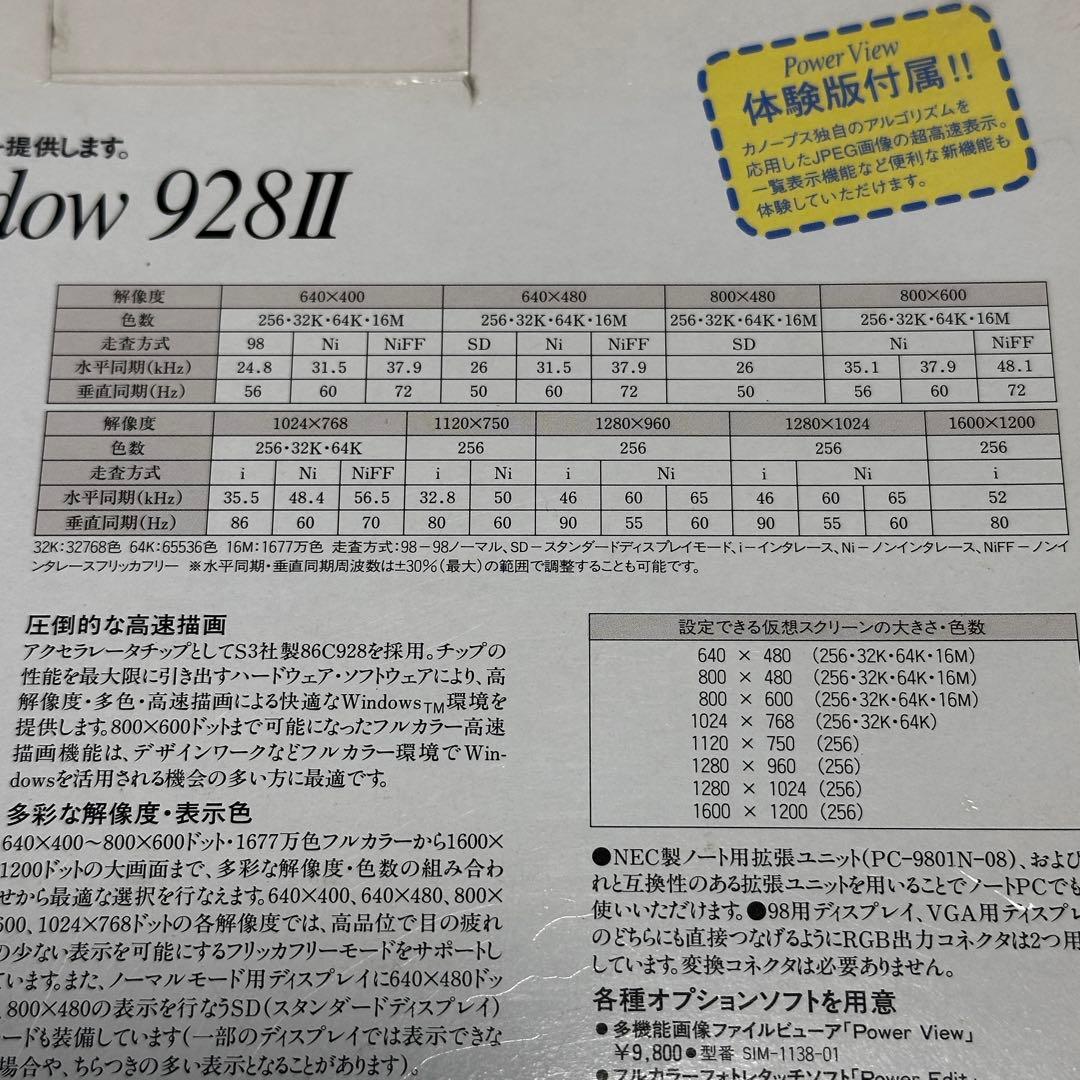 Power View
体験版付属!!
カノープス独自のアルゴリズムを
応用したJPEG画像の超高速表示。
一覧表示機能など便利な新機能も
体験していただけます。
提供します。
dow 928II
解像度 640×400 640×480 800×480 800×600
色数 256・32K・64K・16M 256・32K・64K・16M 256・32K・64K・16M 256・32K・64K・16M
走査方式 98 Ni NiFF SD Ni NiFF SD Ni NiFF
水平同期(kHz) 24.8 31.5 37.9 26 31.5 37.9 26 35.1 37.9 48.1
垂直同期(Hz) 56 60 72 50 60 72 50 56 60 72
解像度 1024×768 1120×750 1280×960 1280×1024 1600×1200
色数 256・32K・64K 256 256 256 256
走査方式 i Ni NiFF i Ni i Ni i Ni i
水平同期(kHz) 35.5 48.4 56.5 32.8 50 46 60 65 46 60 65 52
垂直同期(Hz) 86 60 70 80 60 90 55 60 90 55 60 80
32K:32768色 64K:65536色 16M:1677万色 走査方式:98－98ノーマル、SD－スタンダードディスプレイモード、i－インタレース、Ni－ノンインタレース、NiFF－ノンイ
ンタレースフリッカフリー ※水平同期・垂直同期周波数は±30%(最大)の範囲で調整することも可能です。
圧倒的な高速描画
アクセラレータチップとしてS3社製86C928を採用。チップの
性能を最大限に引き出すハードウェア・ソフトウェアにより、高
解像度・多色・高速描画による快適なWindowsTM環境を
提供します。800×600ドットまで可能になったフルカラー高速
描画機能は、デザインワークなどフルカラー環境でWin-
dowsを活用される機会の多い方に最適です。
多彩な解像度・表示色
640×400～800×600ドット・1677万色フルカラーから1600×
1200ドットの大画面まで、多彩な解像度・色数の組み合わ
せから最適な選択を行なえます。640×400、640×480、800×
600、1024×768ドットの各解像度では、高品位で目の疲れ
の少ない表示を可能にするフリッカフリーモードをサポートし
ています。また、ノーマルモード用ディスプレイに640×480ドッ
800×480の表示を行なうSD(スタンダードディスプレイ)
ードも装備しています(一部のディスプレイでは表示できな
場合や、ちらつきの多い表示となることがあります)。
設定できる仮想スクリーンの大きさ・色数
640 × 480 (256・32K・64K・16M)
800 × 480 (256・32K・64K・16M)
800 × 600 (256・32K・64K・16M)
1024 × 768 (256・32K・64K)
1120 × 750 (256)
1280 × 960 (256)
1280 × 1024 (256)
1600 × 1200 (256)
●NEC製ノート用拡張ユニット(PC-9801N-08)、および
れと互換性のある拡張ユニットを用いることでノートPCでも
使いいただけます。●98用ディスプレイ、VGA用ディスプレ
のどちらにも直接つなげるようにRGB出力コネクタは2つ用
しています。変換コネクタは必要ありません。
各種オプションソフトを用意
●多機能画像ファイルビューア「Power View」
￥9,800●型番 SIM-1138-01
●フルカラーフォトレタッチソフト「Power Edit